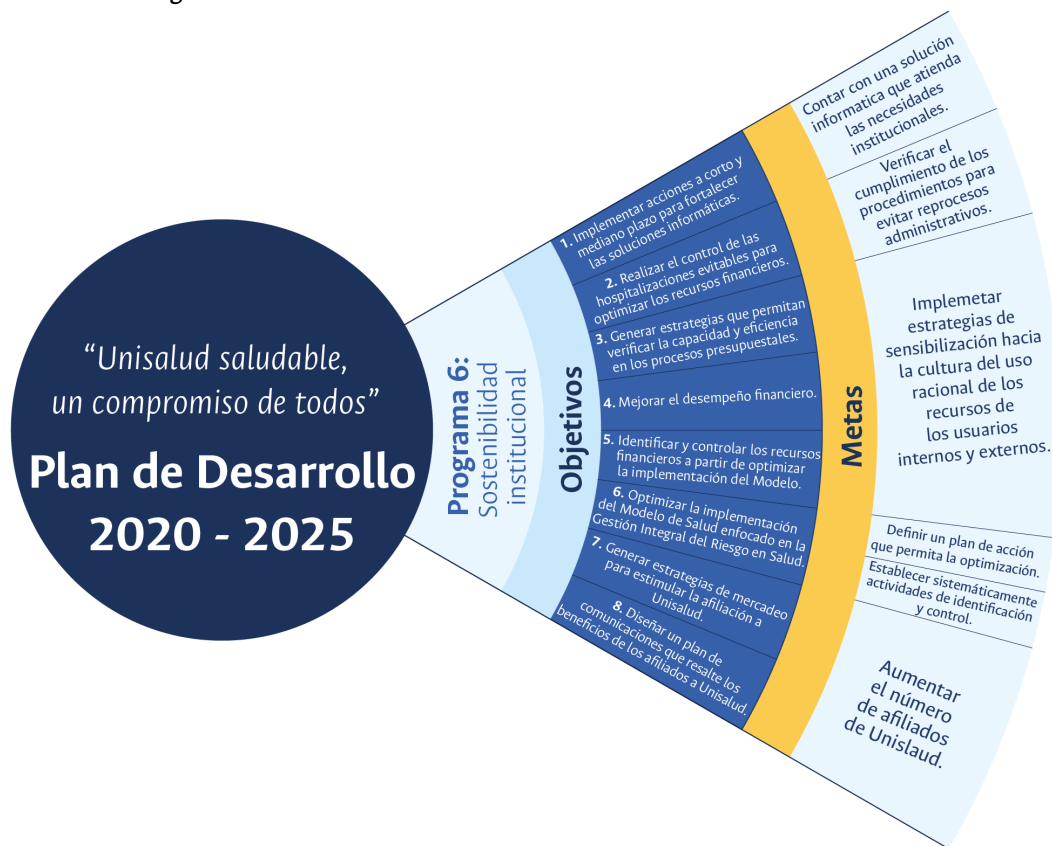 “Unisalud saludable,
un compromiso de todos”
Plan de Desarrollo
2020 - 2025
Programa 6:
Sostenibilidad
institucional
Objetivos
1. Implementar acciones a corto y
mediano plazo para fortalecer
las soluciones informáticas.
2. Realizar el control de las
hospitalizaciones evitables para
optimizar los recursos financieros.
3. Generar estrategias que permitan
verificar la capacidad y eficiencia
en los procesos presupuestales.
4. Mejorar el desempeño financiero.
5. Identificar y controlar los recursos
financieros a partir de optimizar
la implementación del Modelo.
6. Optimizar la implementación
del Modelo de Salud enfocado en la
Gestión Integral del Riesgo en Salud.
7. Generar estrategias de mercadeo
para estimular la afiliación a
Unisalud.
8. Diseñar un plan de
comunicaciones que resalte los
beneficios de los afiliados a Unisalud.
Metas
Contar con una solución
informatica que atienda
las necesidades
institucionales.
Verificar el
cumplimiento de los
procedimientos para
evitar reprocesos
administrativos.
Implemetar
estrategias de
sensibilización hacia
la cultura del uso
racional de los
recursos de
los usuarios
internos y externos.
Definir un plan de acción
que permita la optimización.
Establecer sistemáticamente
actividades de identificación
y control.
Aumentar
el número
de afiliados
de Unislaud.